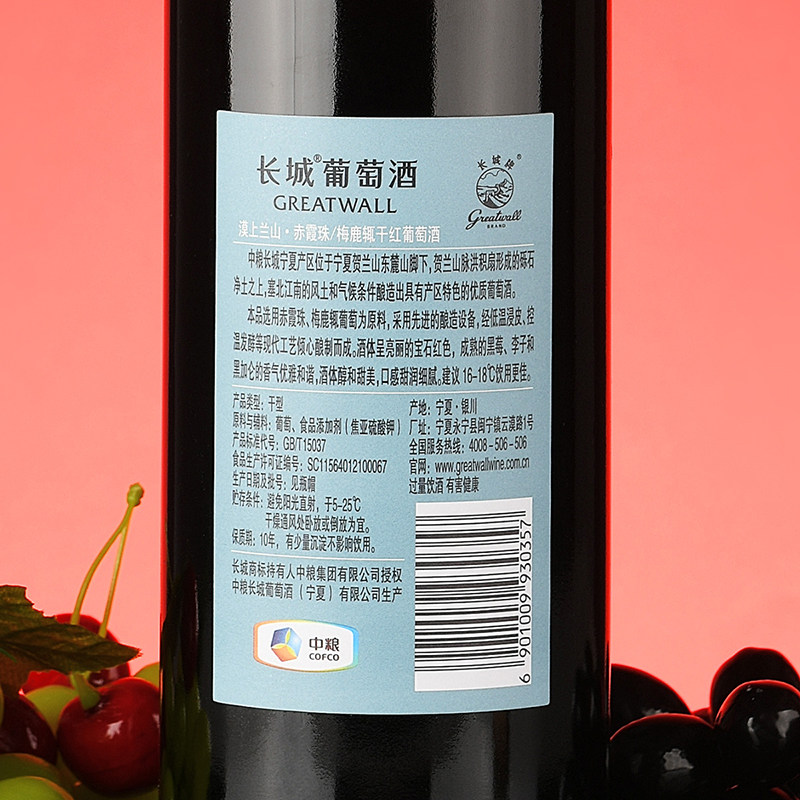 长城®葡萄酒
GREATWALL
长城牌®
Greatwall
BRAND
漠上兰山·赤霞珠/梅鹿辄干红葡萄酒
中粮长城宁夏产区位于宁夏贺兰山东麓山脚下,贺兰山脉洪积扇形成的砾石
净土之上,塞北江南的风土和气候条件酿造出具有产区特色的优质葡萄酒。
本品选用赤霞珠、梅鹿辄葡萄为原料,采用先进的酿造设备,经低温浸皮、控
温发酵等现代工艺倾心酿制而成。酒体呈亮丽的宝石红色,成熟的黑莓、李子和
黑加仑的香气优雅和谐,酒体醇和甜美,口感甜润细腻。建议16-18℃饮用更佳。
产品类型:干型
原料与辅料:葡萄、食品添加剂(焦亚硫酸钾)
产品标准代号:GB/T15037
食品生产许可证编号:SC11564012100067
生产日期及批号:见瓶帽
贮存条件:避免阳光直射,于5-25℃
干燥通风处卧放或倒放为宜。
保质期:10年,有少量沉淀不影响饮用。
长城商标持有人中粮集团有限公司授权
中粮长城葡萄酒(宁夏)有限公司生产
中粮
COFCO
产地:宁夏·银川
厂址:宁夏永宁县闽宁镇云漠路1号
全国服务热线:4008-506-506
官网:www.greatwallwine.com.cn
过量饮酒 有害健康
6 901009 930357